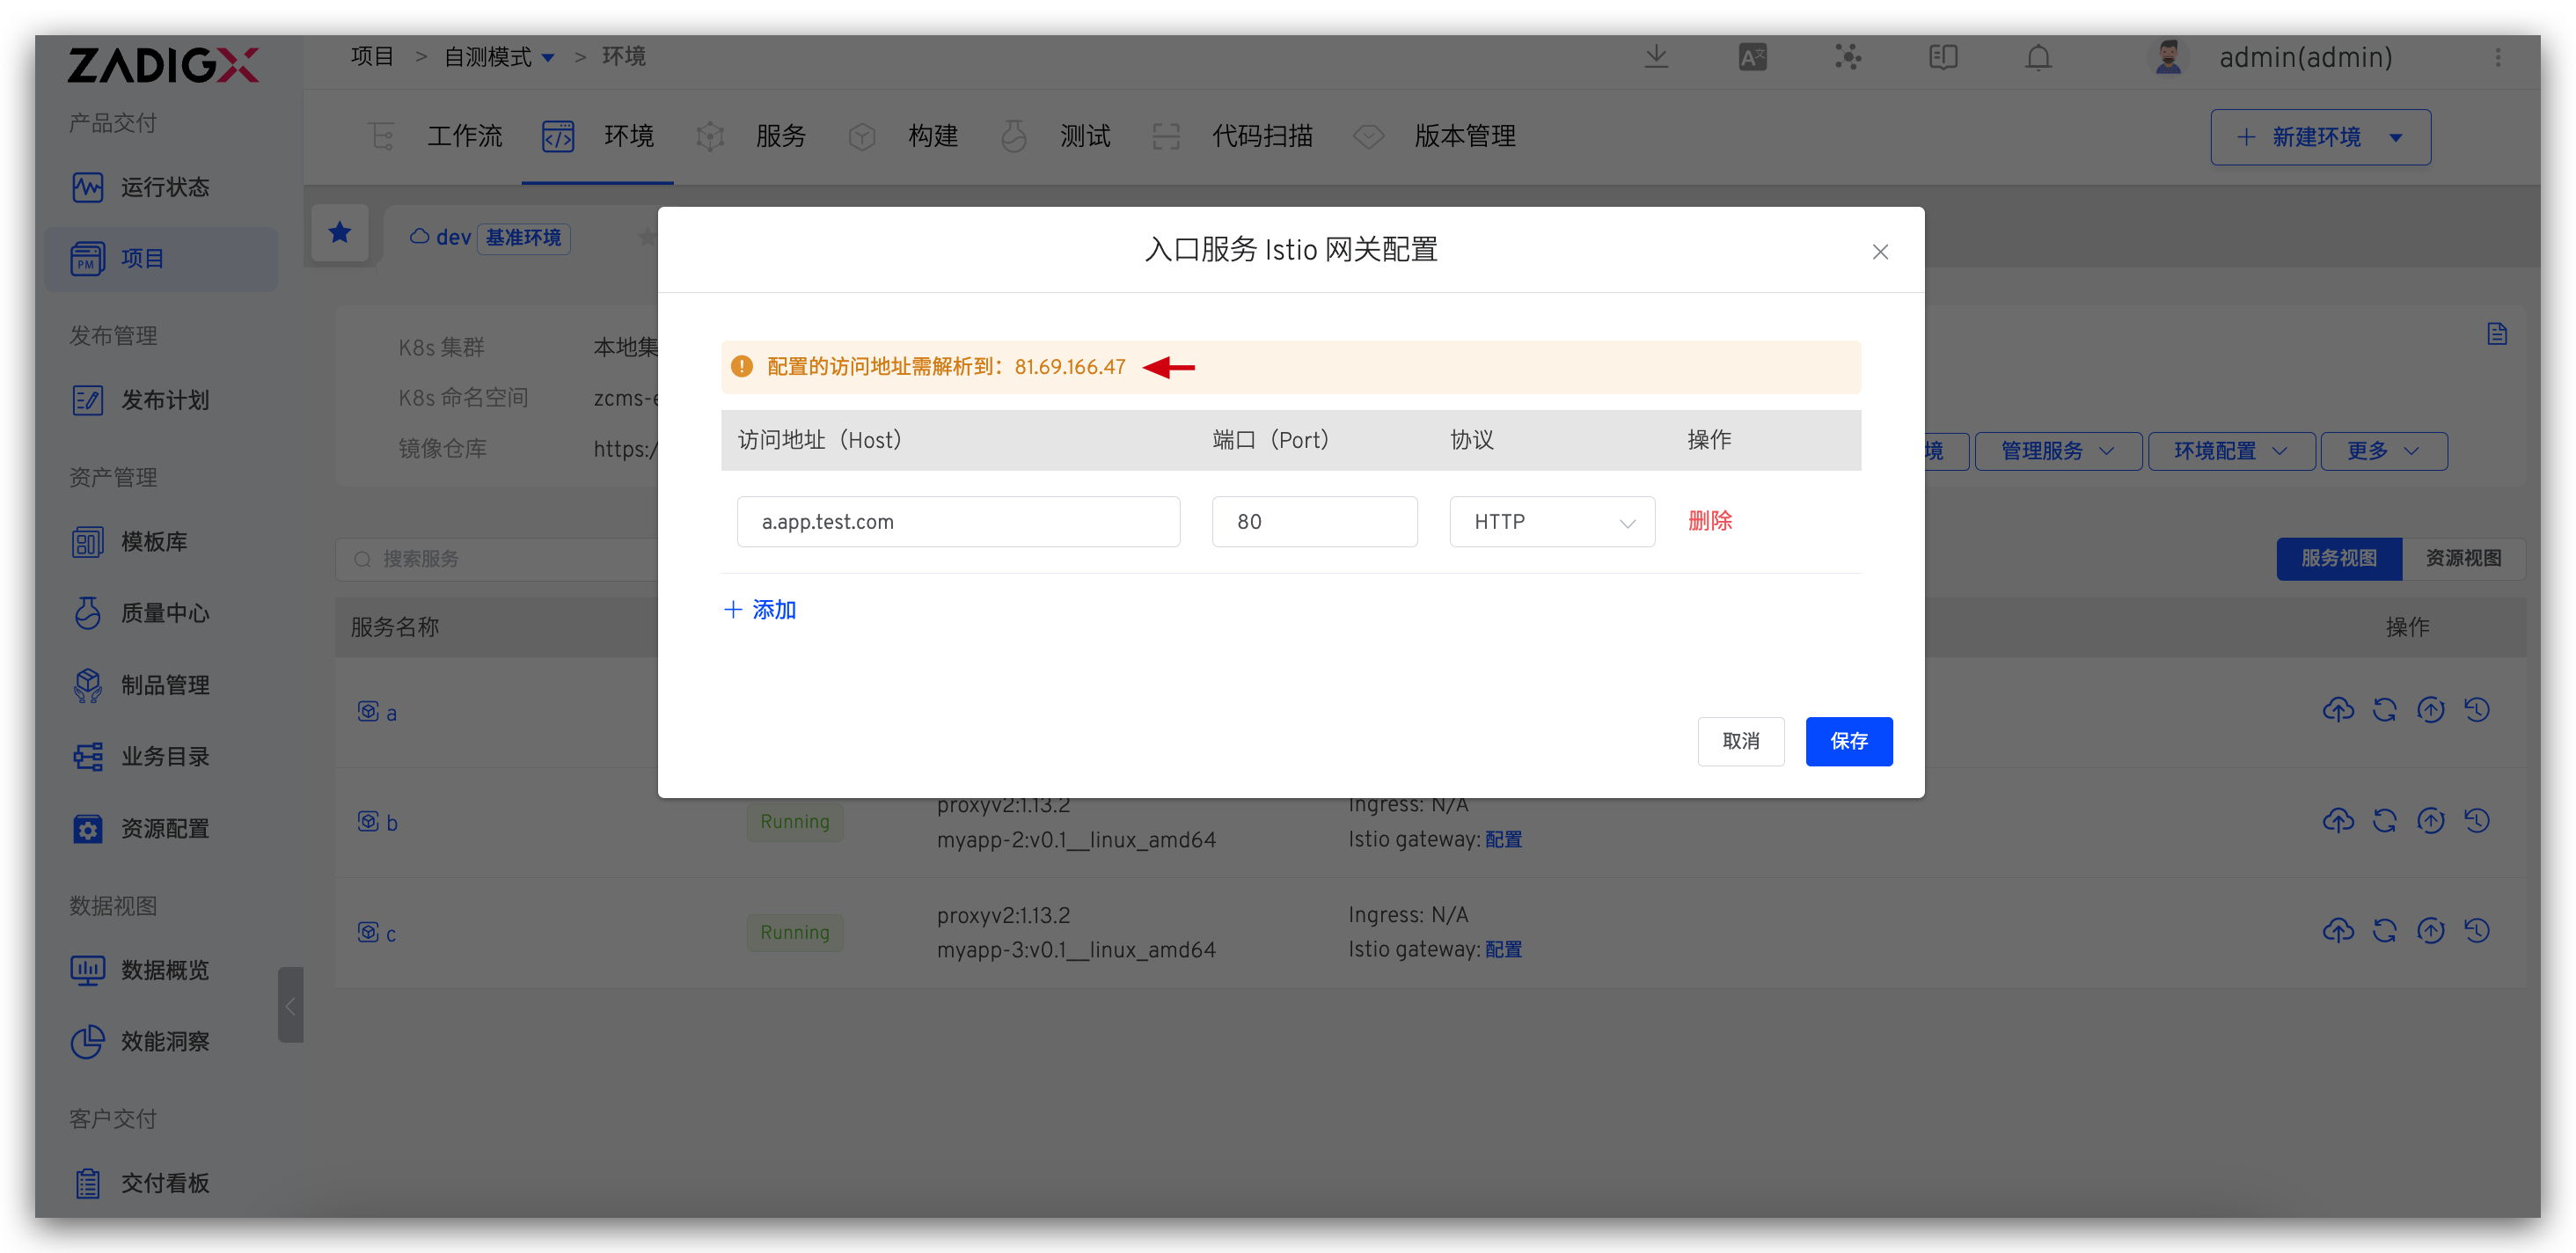 ZADIGX
项目 > 自测模式 > 环境
admin(admin)
产品交付
运行状态
项目
发布管理
发布计划
资产管理
模板库
质量中心
制品管理
业务目录
资源配置
数据视图
数据概览
效能洞察
客户交付
交付看板
工作流 环境 服务 构建 测试 代码扫描 版本管理
+ 新建环境
dev 基准环境
K8s 集群 本地集
K8s 命名空间 zcms-e
镜像仓库 https:/
境 管理服务 环境配置 更多
搜索服务
服务视图 资源视图
服务名称 操作
a
b Running
proxyv2:1.13.2 Ingress: N/A
myapp-2:v0.1__linux_amd64 Istio gateway: 配置
c Running
proxyv2:1.13.2 Ingress: N/A
myapp-3:v0.1__linux_amd64 Istio gateway: 配置
入口服务 Istio 网关配置
配置的访问地址需解析到：81.69.166.47
访问地址（Host） 端口（Port） 协议 操作
a.app.test.com 80 HTTP 删除
+ 添加
取消 保存